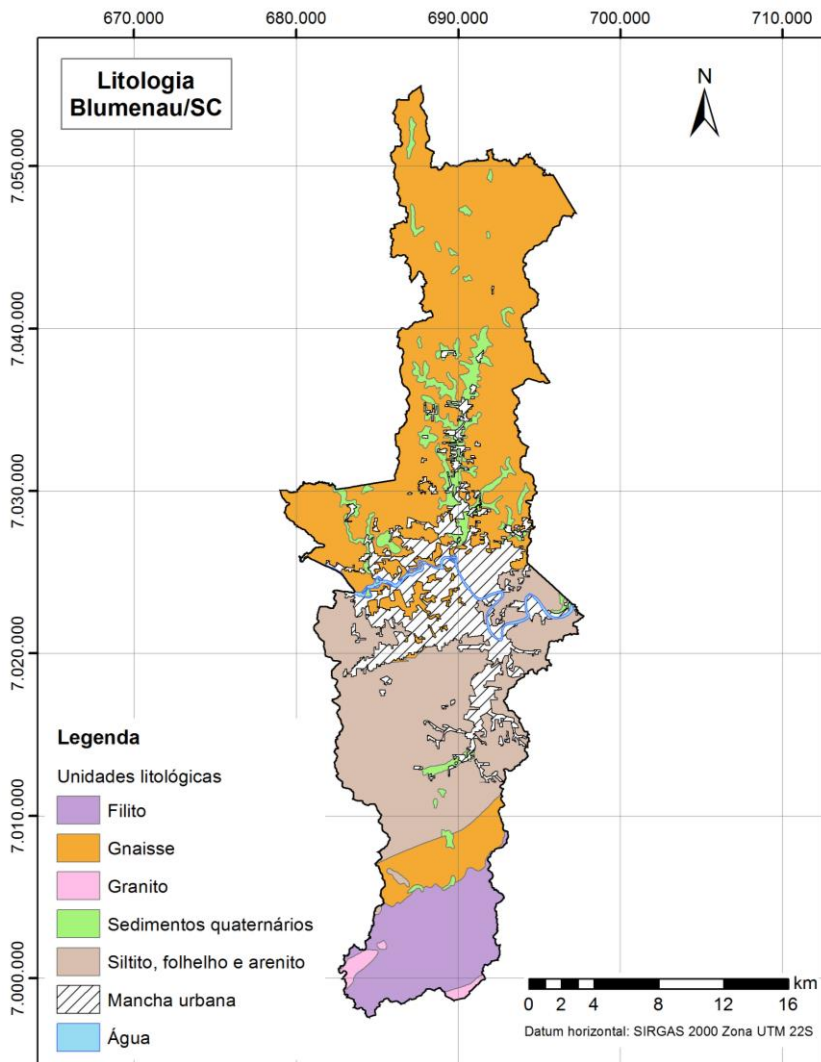 670.000 680.000 690.000 700.000 710.000
Litologia
Blumenau/SC
N
7.050.000
7.040.000
7.030.000
7.020.000
7.010.000
7.000.000
Legenda
Unidades litológicas
Filito
Gnaisse
Granito
Sedimentos quaternários
Siltito, folhelho e arenito
Mancha urbana
Água
km
0 2 4 8 12 16
Datum horizontal: SIRGAS 2000 Zona UTM 22S